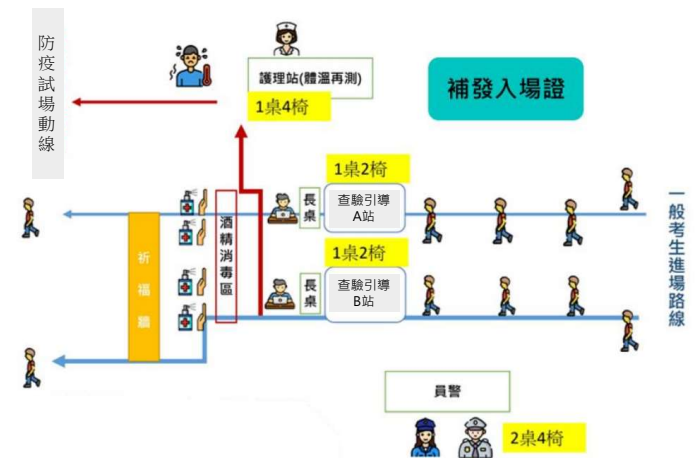 防疫試場動線
護理站(體溫再測)
1桌4椅
補發入場證
1桌2椅
長桌
查驗引導
A站
酒精消毒區
祈福牆
1桌2椅
長桌
查驗引導
B站
一般考生進場路線
員警
2桌4椅